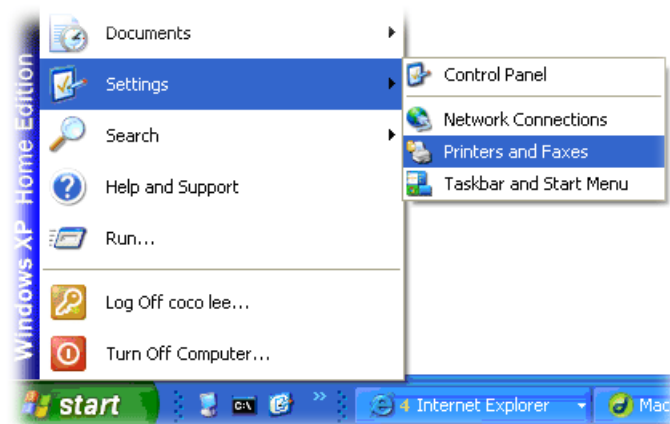 Windows XP Home Edition
Documents
Settings
Search
Help and Support
Run...
Log Off coco lee...
Turn Off Computer...
Control Panel
Network Connections
Printers and Faxes
Taskbar and Start Menu
start
C:\
»
4 Internet Explorer
Mac